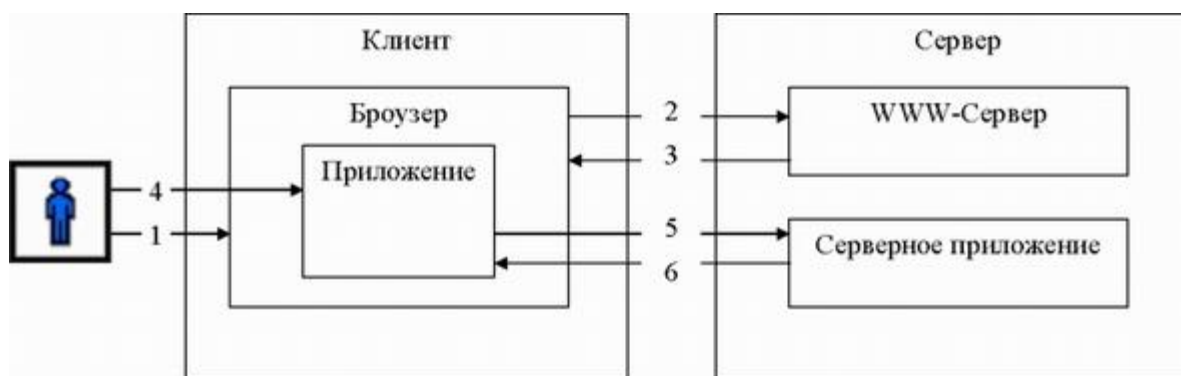 Клиент
Сервер
Броузер
2
WWW-Сервер
3
Приложение
4
1
5
Серверное приложение
6